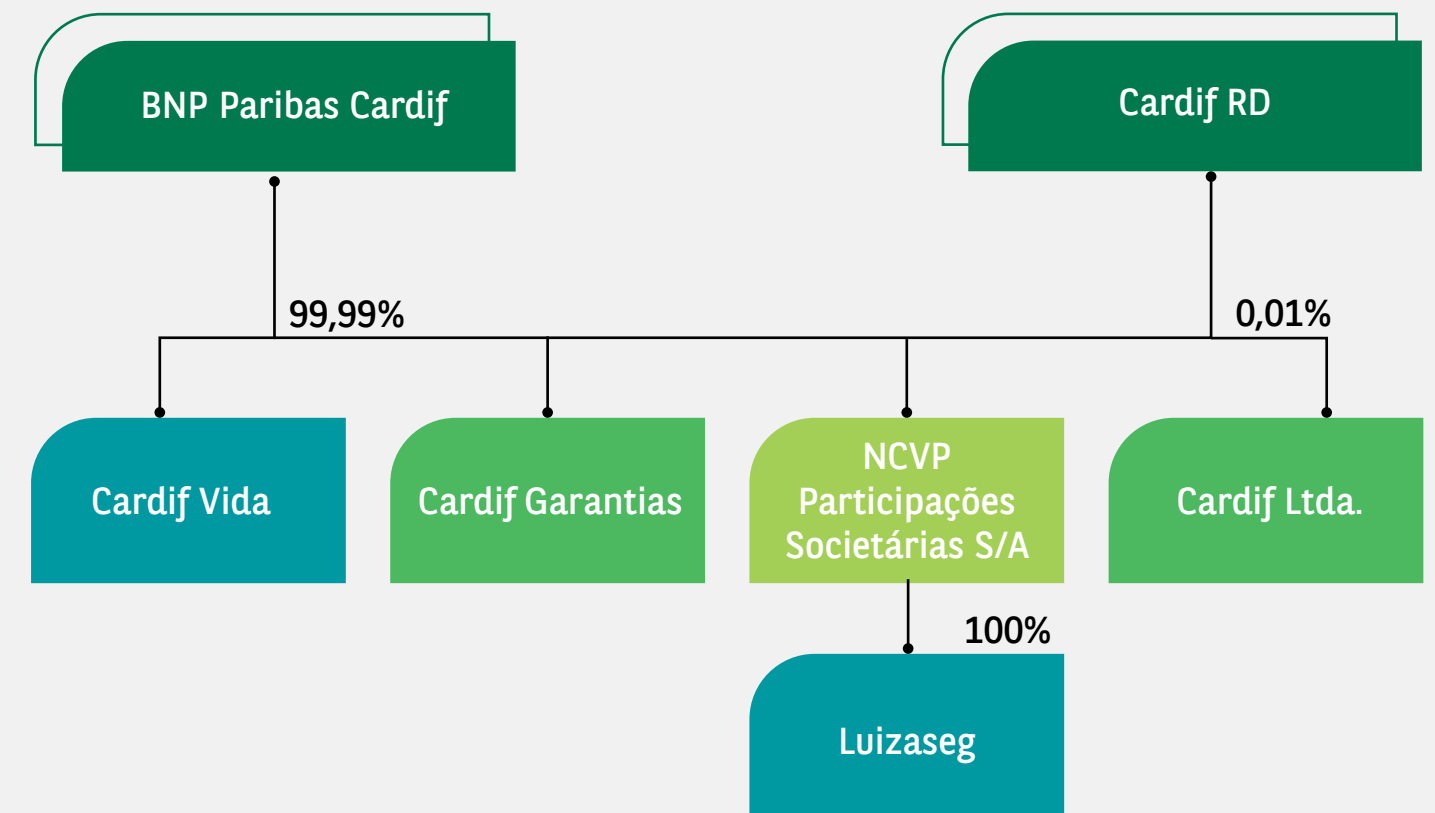 BNP Paribas Cardif
Cardif RD
99,99%
0,01%
Cardif Vida
Cardif Garantias
NCVP
Participações
Societárias S/A
Cardif Ltda.
100%
Luizaseg